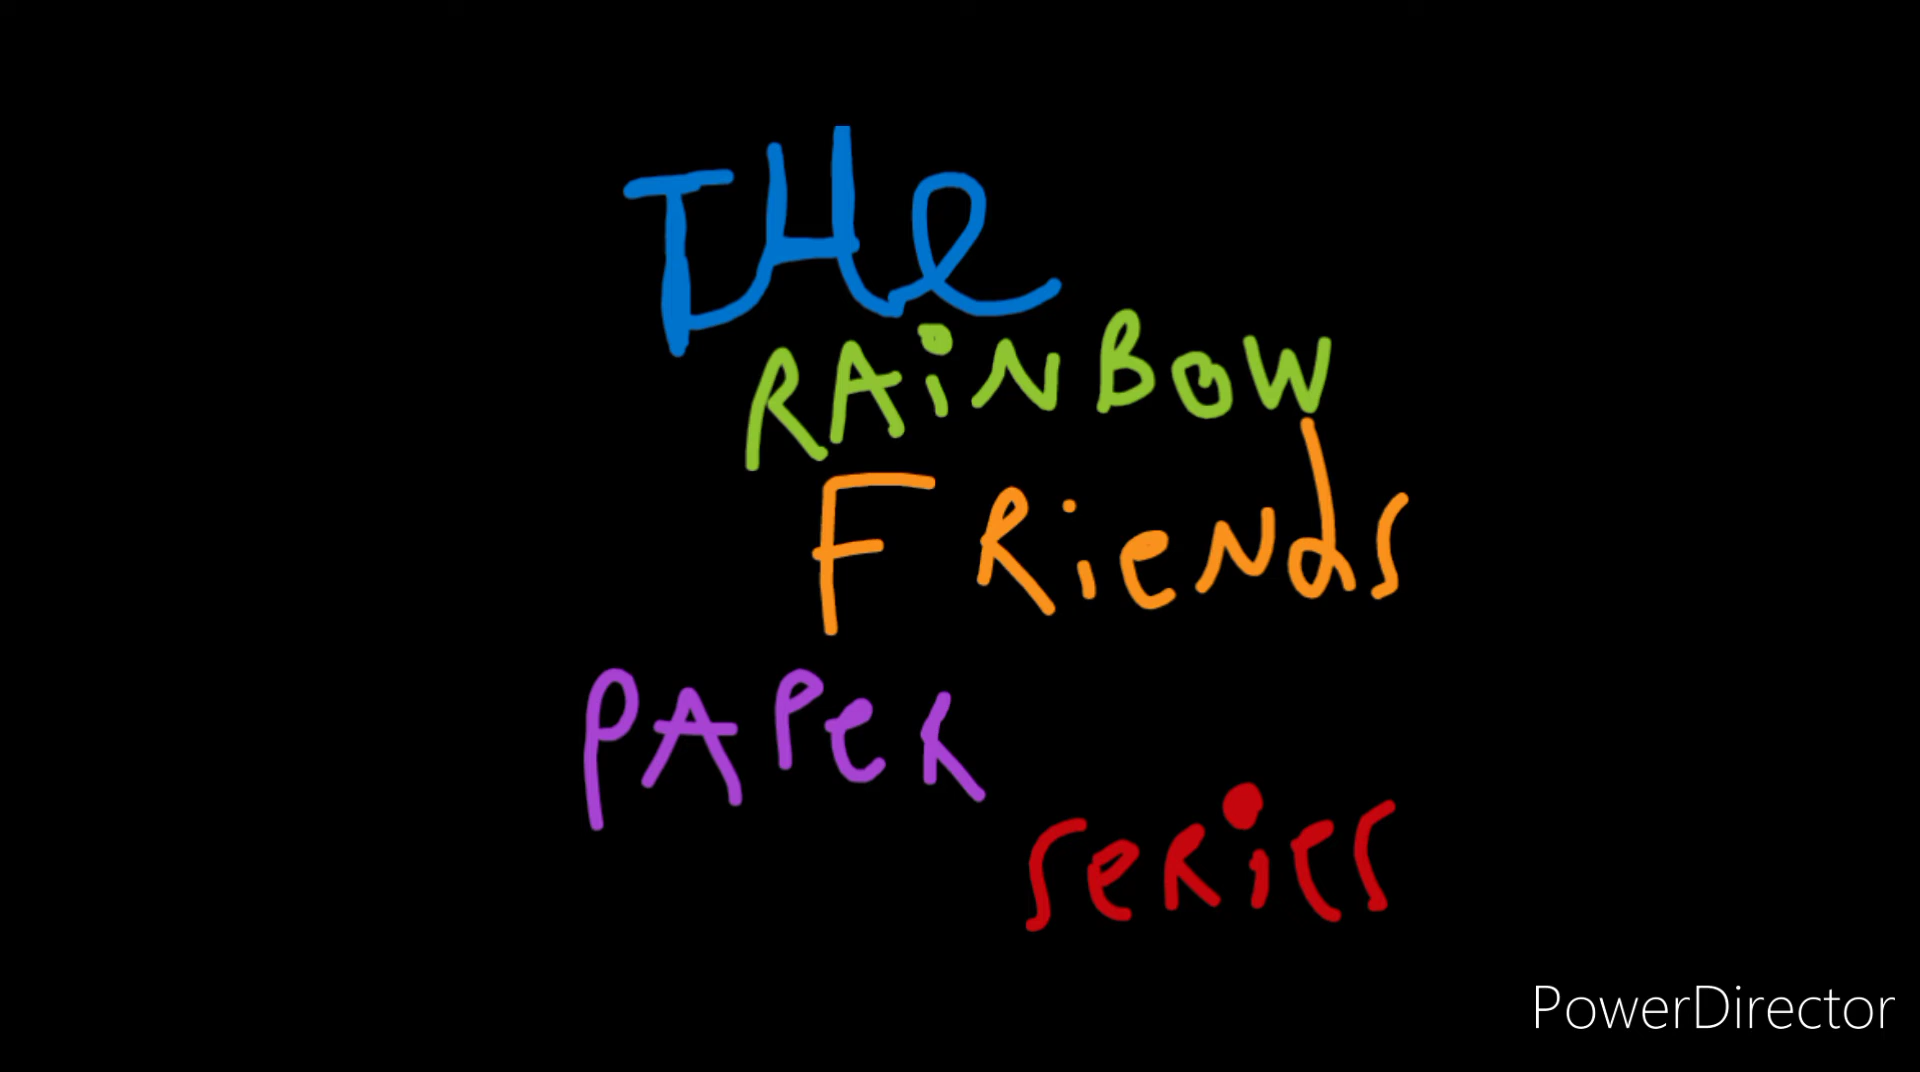 THe
RAiNBOW
FRieNds
PAPeR
SeRies
PowerDirector